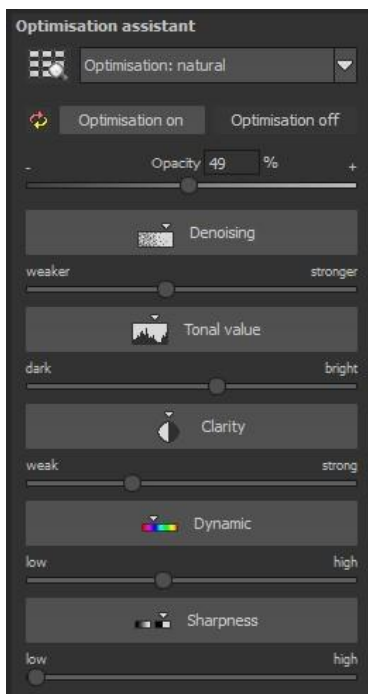 Optimisation assistant
Optimisation: natural
Optimisation on Optimisation off
- Opacity 49 % +
Denoising
weaker stronger
Tonal value
dark bright
Clarity
weak strong
Dynamic
low high
Sharpness
low high